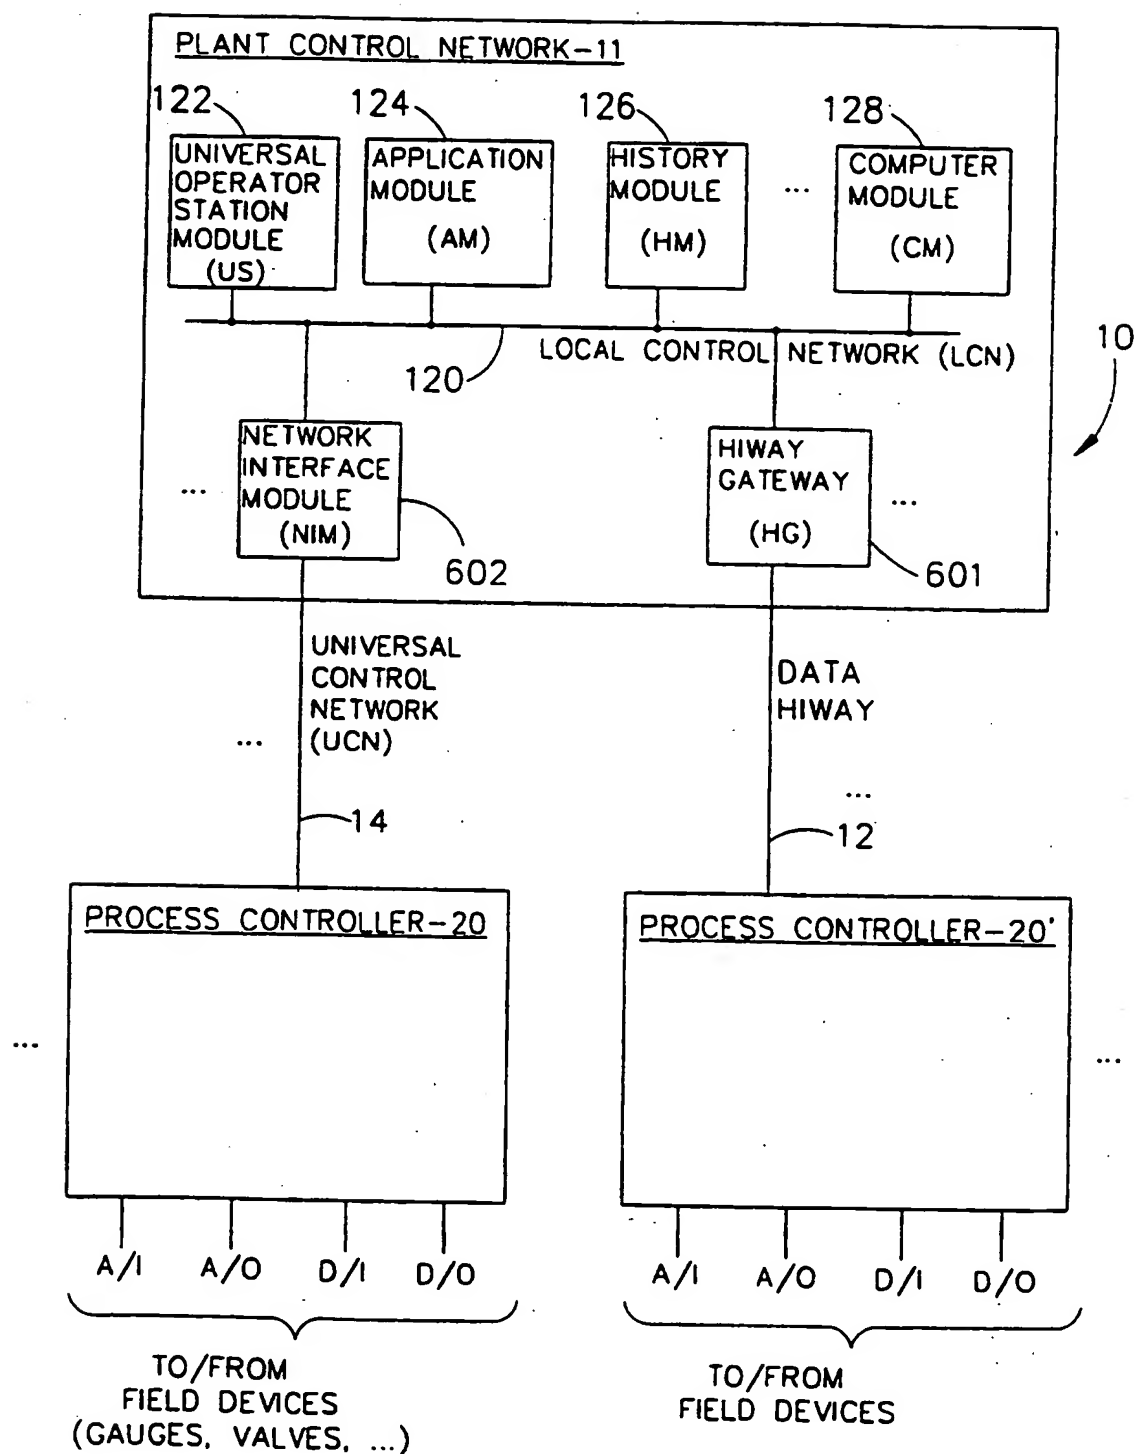 PLANT CONTROL NETWORK-11
122
124
126
128
UNIVERSAL
OPERATOR
STATION
MODULE
(US)
APPLICATION
MODULE
(AM)
HISTORY
MODULE
(HM)
...
COMPUTER
MODULE
(CM)
LOCAL CONTROL NETWORK (LCN)
120
10
...
NETWORK
INTERFACE
MODULE
(NIM)
602
HIWAY
GATEWAY
(HG)
...
601
UNIVERSAL
CONTROL
NETWORK
(UCN)
...
14
DATA
HIWAY
...
12
PROCESS CONTROLLER-20
PROCESS CONTROLLER-20'
...
...
A/I A/O D/I D/O
A/I A/O D/I D/O
TO/FROM
FIELD DEVICES
(GAUGES, VALVES, ...)
TO/FROM
FIELD DEVICES